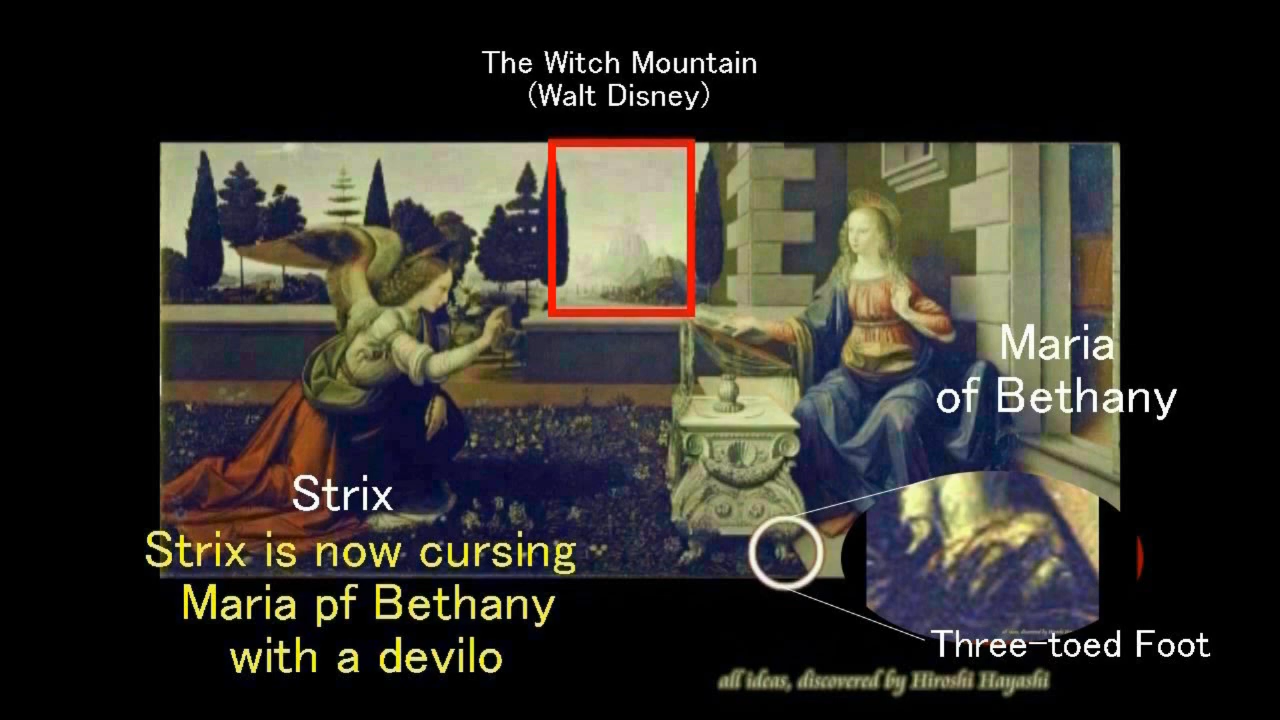 The Witch Mountain
(Walt Disney)
Maria
of Bethany
Strix
Strix is now cursing
Maria pf Bethany
with a devilo
Three-toed Foot
all ideas, discovered by Hiroshi Hayashi